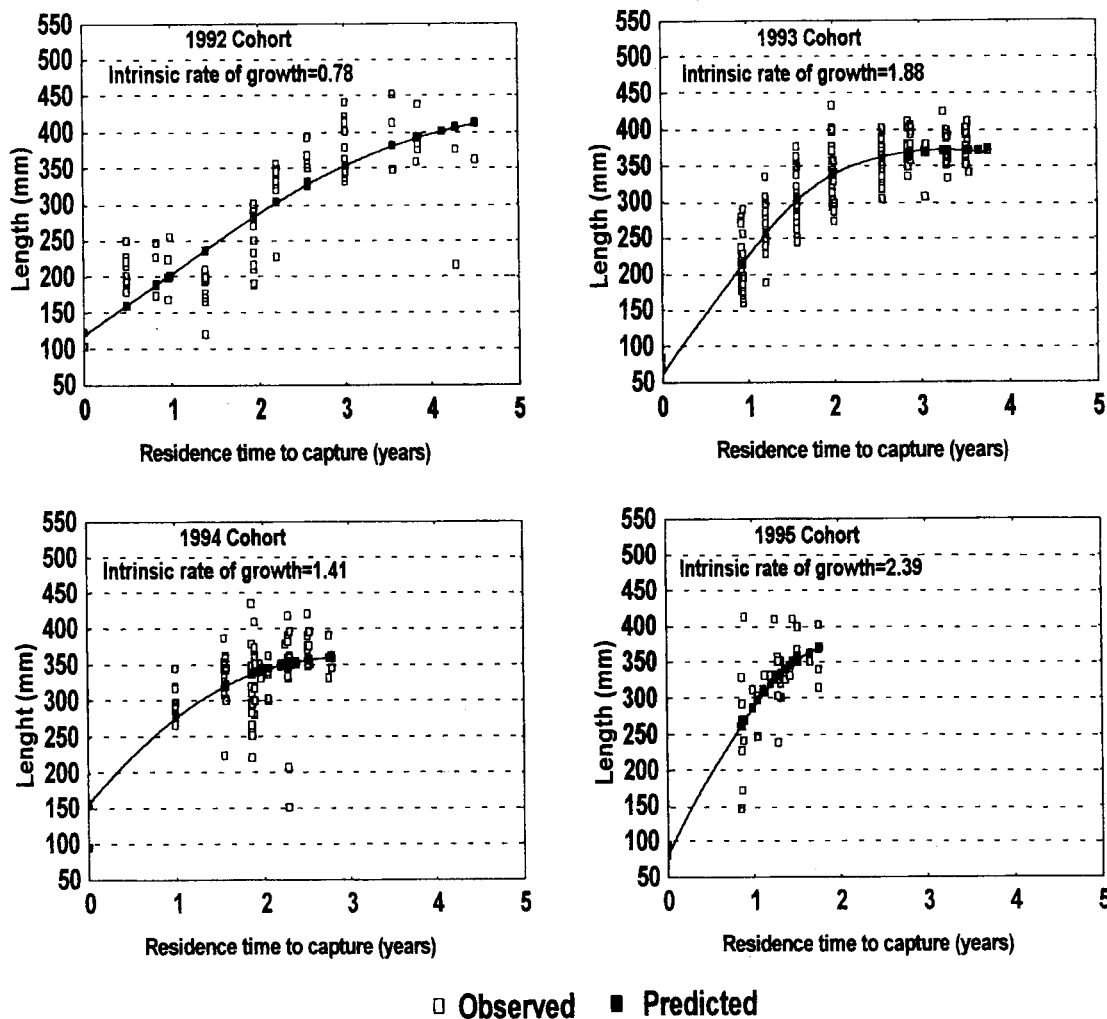 1992 Cohort
Intrinsic rate of growth=0.78
Length (mm)
550
500
450
400
350
300
250
200
150
100
50
0 1 2 3 4 5
Residence time to capture (years)
1993 Cohort
Intrinsic rate of growth=1.88
Length (mm)
550
500
450
400
350
300
250
200
150
100
50
0 1 2 3 4 5
Residence time to capture (years)
1994 Cohort
Intrinsic rate of growth=1.41
Lenght (mm)
550
500
450
400
350
300
250
200
150
100
50
0 1 2 3 4 5
Residence time to capture (years)
1995 Cohort
Intrinsic rate of growth=2.39
Length (mm)
550
500
450
400
350
300
250
200
150
100
50
0 1 2 3 4 5
Residence time to capture (years)
Observed Predicted